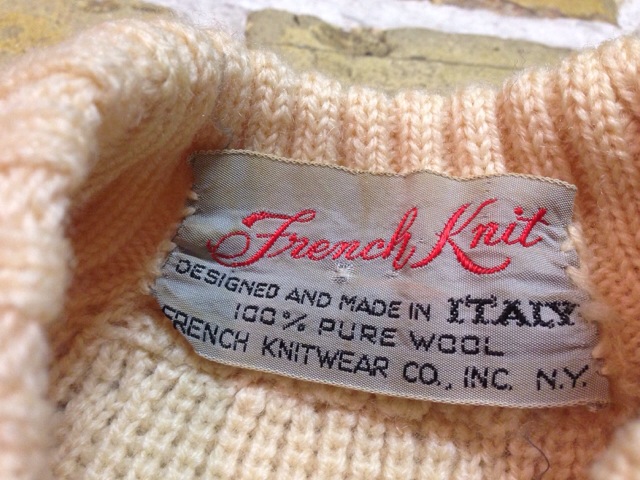 French Knit
DESIGNED AND MADE IN ITALY
100% PURE WOOL
FRENCH KNITWEAR CO., INC. N.Y.